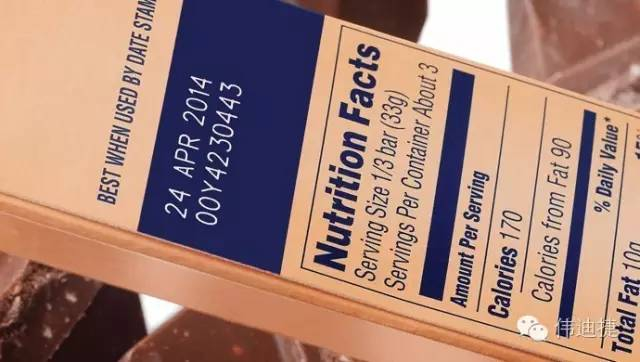 BEST WHEN USED BY DATE STAM
24 APR 2014
00Y4230443
Nutrition Facts
Serving Size 1/3 bar (33g)
Servings Per Container About 3
Amount Per Serving
Calories 170
Calories from Fat 90
% Daily Value*
Total Fat 10g
伟迪捷